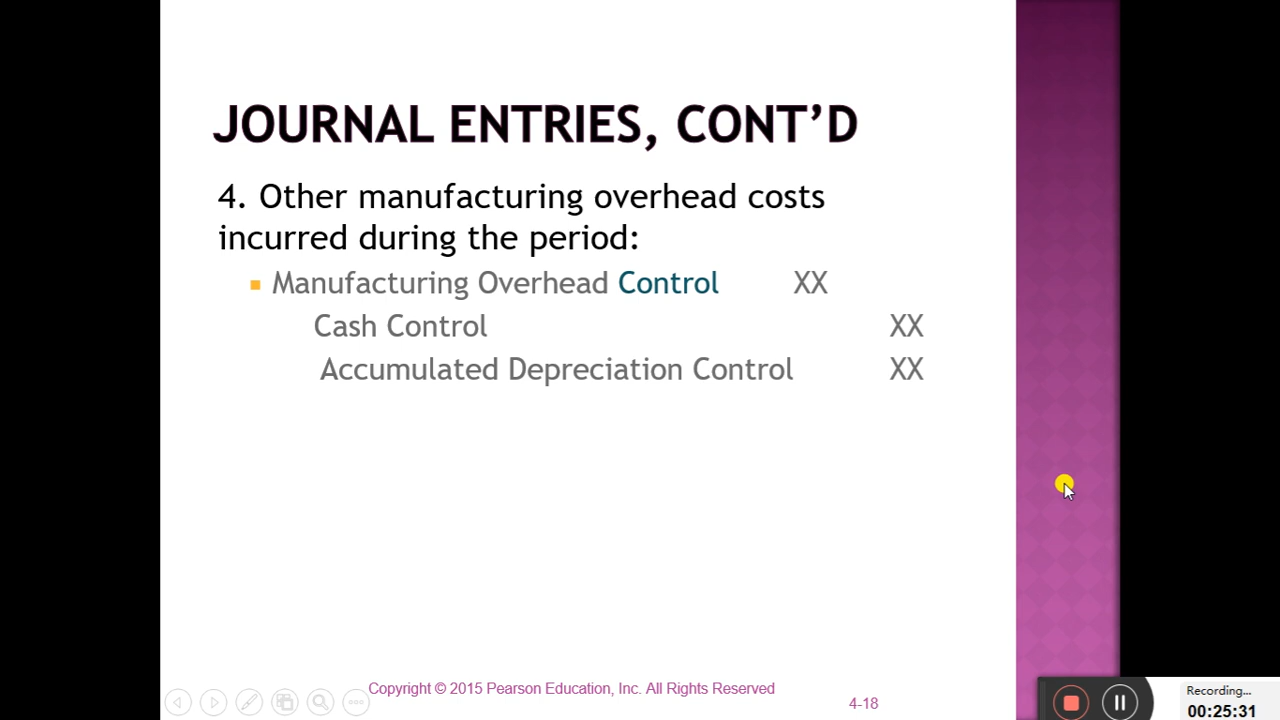 JOURNAL ENTRIES, CONT’D
4. Other manufacturing overhead costs
incurred during the period:
Manufacturing Overhead Control XX
Cash Control XX
Accumulated Depreciation Control XX
Copyright © 2015 Pearson Education, Inc. All Rights Reserved
4-18
Recording...
00:25:31